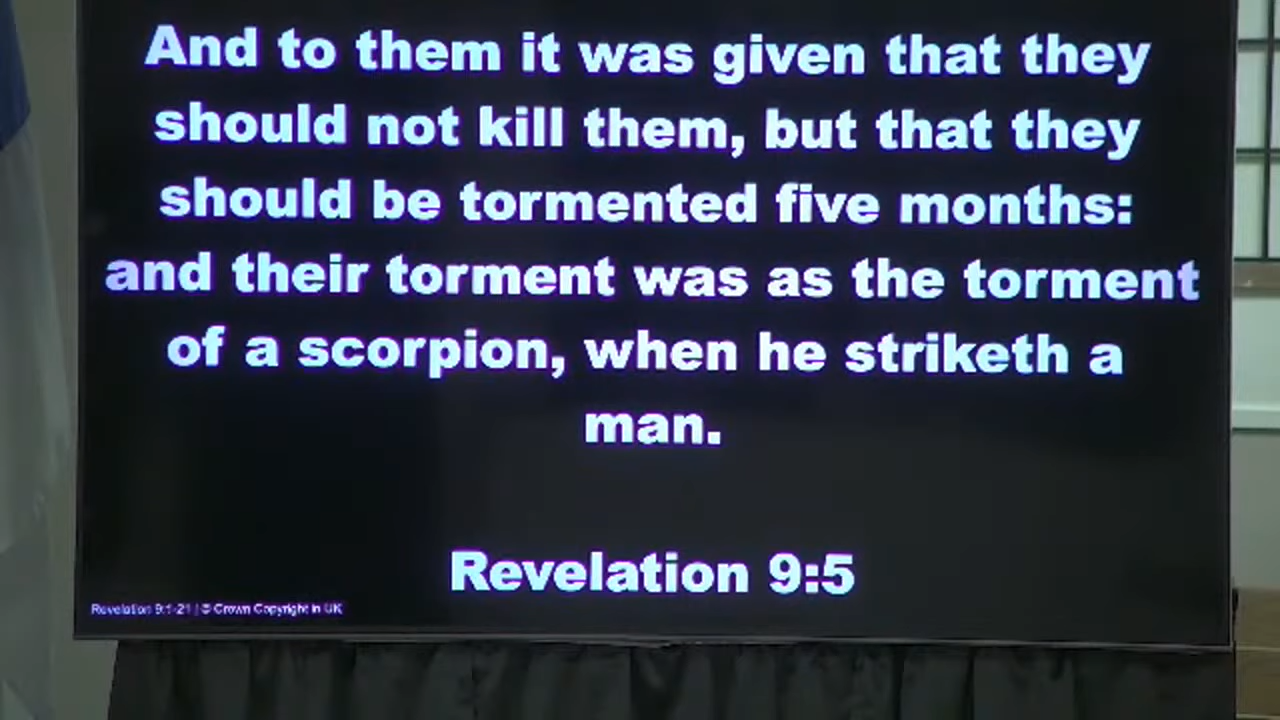 And to them it was given that they
should not kill them, but that they
should be tormented five months:
and their torment was as the torment
of a scorpion, when he striketh a
man.
Revelation 9:5
Revelation 9:1-21 | © Crown Copyright in UK